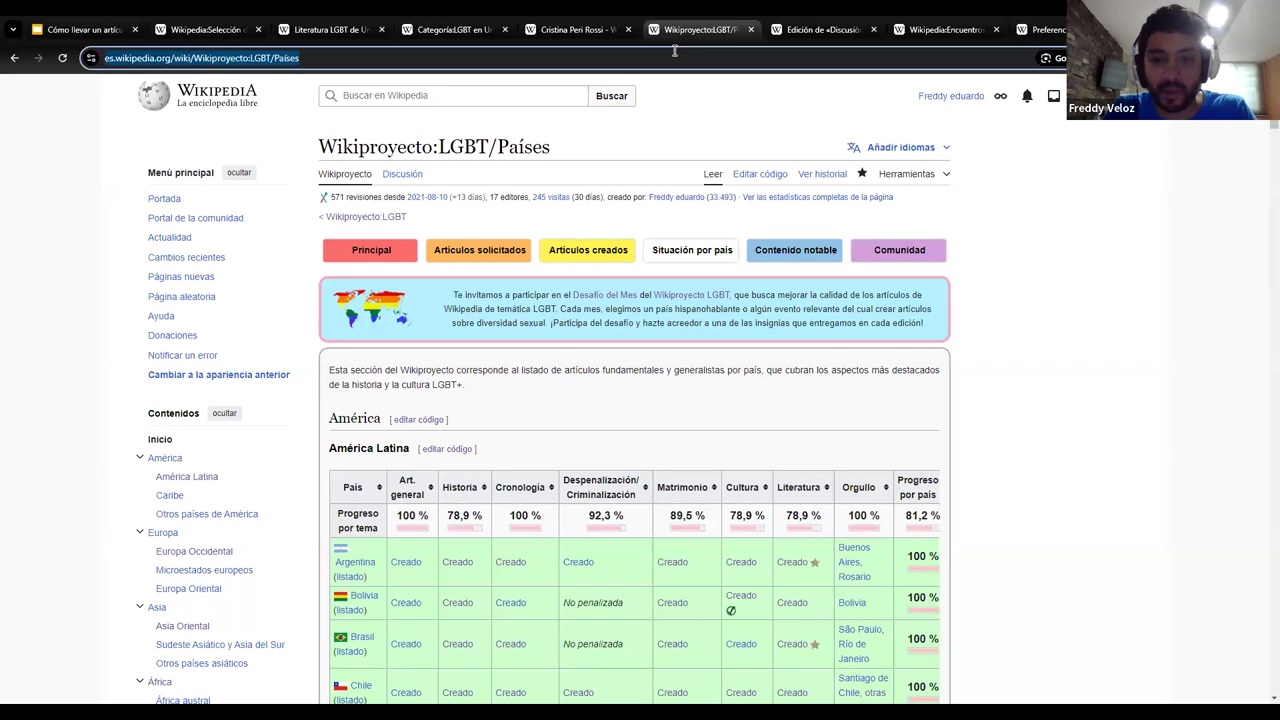 Cómo llevar un artícu
Wikipedia:Selección d
Literatura LGBT de U
Categoría:LGBT en Ur
Cristina Peri Rossi - W
Wikiproyecto:LGBT/P
Edición de «Discusión
Wikipedia:Encuentros
Preferenc
es.wikipedia.org/wiki/Wikiproyecto:LGBT/Países
Go
Freddy Veloz
WIKIPEDIA
La enciclopedia libre
Buscar en Wikipedia
Buscar
Freddy eduardo
Wikiproyecto:LGBT/Países
Añadir idiomas
Wikiproyecto
Discusión
Leer
Editar código
Ver historial
Herramientas
571 revisiones desde 2021-08-10 (+13 días), 17 editores, 245 visitas (30 días), creado por: Freddy eduardo (33.493) · Ver las estadísticas completas de la página
< Wikiproyecto:LGBT
Menú principal
ocultar
Portada
Portal de la comunidad
Actualidad
Cambios recientes
Páginas nuevas
Página aleatoria
Ayuda
Donaciones
Notificar un error
Cambiar a la apariencia anterior
Contenidos
ocultar
Inicio
América
América Latina
Caribe
Otros países de América
Europa
Europa Occidental
Microestados europeos
Europa Oriental
Asia
Asia Oriental
Sudeste Asiático y Asia del Sur
Otros países asiáticos
África
África austral
Principal
Artículos solicitados
Artículos creados
Situación por país
Contenido notable
Comunidad
Te invitamos a participar en el Desafío del Mes del Wikiproyecto LGBT, que busca mejorar la calidad de los artículos de
Wikipedia de temática LGBT. Cada mes, elegimos un país hispanohablante o algún evento relevante del cual crear artículos
sobre diversidad sexual. ¡Participa del desafío y hazte acreedor a una de las insignias que entregamos en cada edición!
Esta sección del Wikiproyecto corresponde al listado de artículos fundamentales y generalistas por país, que cubran los aspectos más destacados
de la historia y la cultura LGBT+.
América [ editar código ]
América Latina [ editar código ]
País
Art. general
Historia
Cronología
Despenalización/ Criminalización
Matrimonio
Cultura
Literatura
Orgullo
Progreso por país
Progreso por tema
100 %
78,9 %
100 %
92,3 %
89,5 %
78,9 %
78,9 %
100 %
81,2 %
Argentina (listado)
Creado
Creado
Creado
Creado
Creado
Creado
Creado
Buenos Aires, Rosario
100 %
Bolivia (listado)
Creado
Creado
Creado
No penalizada
Creado
Creado
Creado
Bolivia
100 %
Brasil (listado)
Creado
Creado
Creado
No penalizada
Creado
Creado
Creado
São Paulo, Río de Janeiro
100 %
Chile (listado)
Creado
Creado
Creado
Creado
Creado
Creado
Creado
Santiago de Chile, otras
100 %